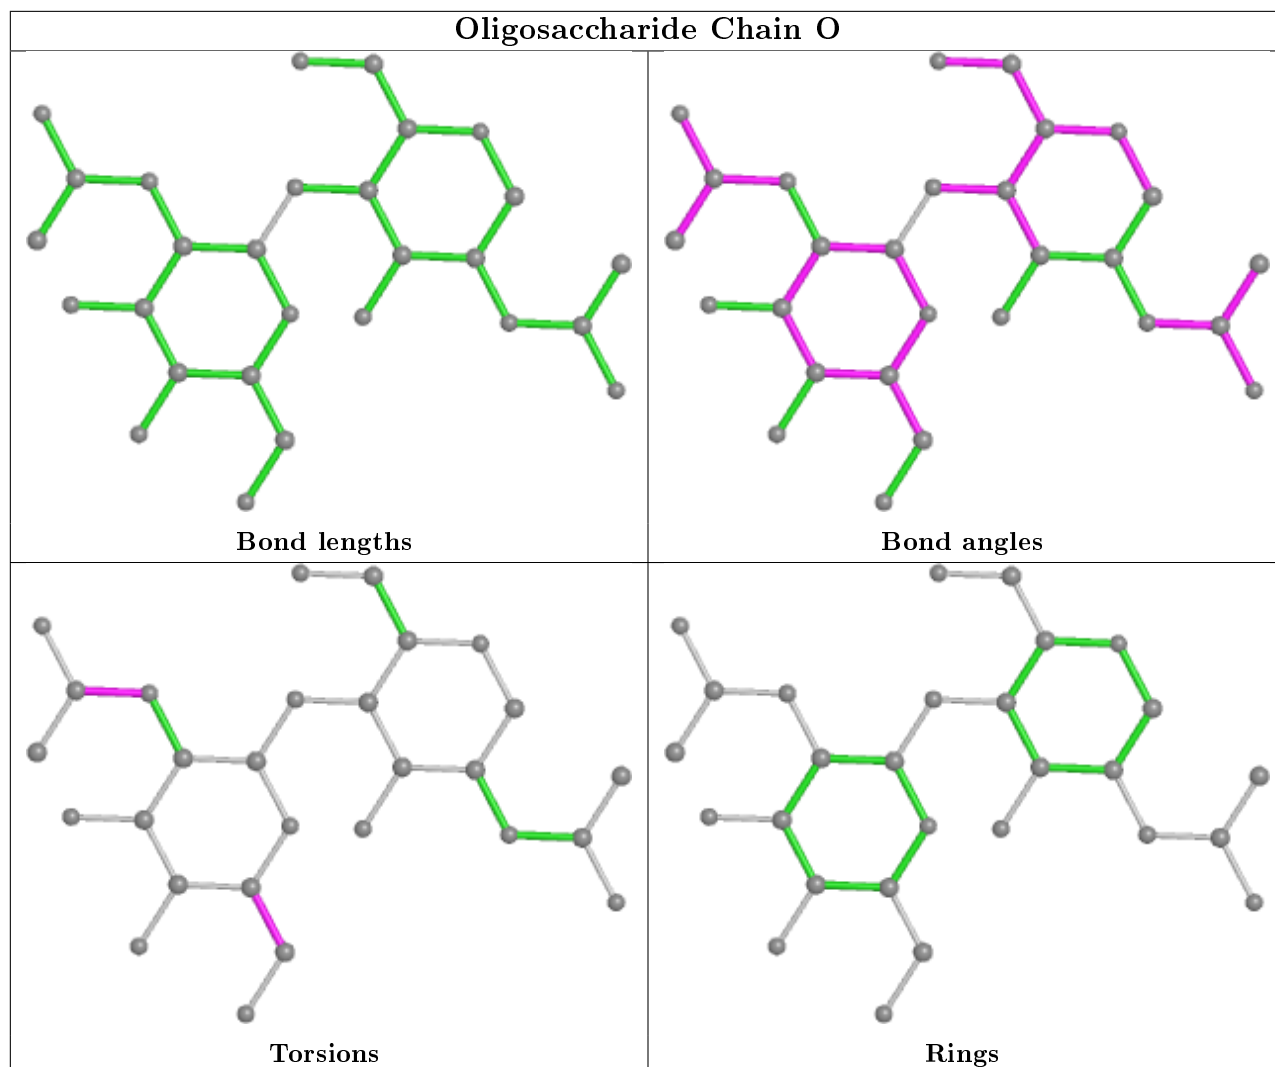 Oligosaccharide Chain O
Bond lengths
Bond angles
Torsions
Rings